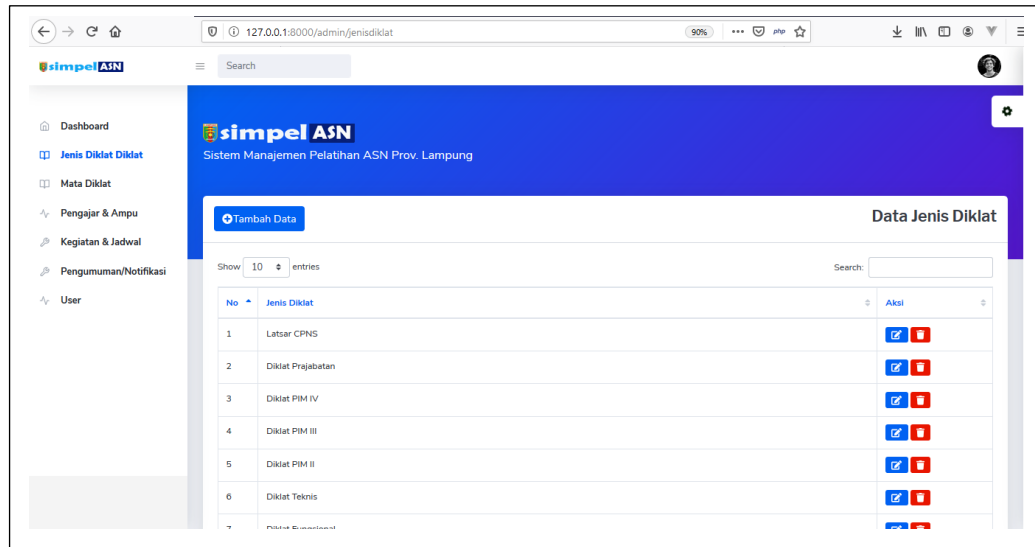 127.0.0.1:8000/admin/jenisdiklat
90%
php
simpel ASN
Search
Dashboard
Jenis Diklat Diklat
Mata Diklat
Pengajar & Ampu
Kegiatan & Jadwal
Pengumuman/Notifikasi
User
simpel ASN
Sistem Manajemen Pelatihan ASN Prov. Lampung
Tambah Data
Data Jenis Diklat
Show 10 entries
Search:
No Jenis Diklat Aksi
1 Latsar CPNS
2 Diklat Prajabatan
3 Diklat PIM IV
4 Diklat PIM III
5 Diklat PIM II
6 Diklat Teknis
7 Diklat Fungsional